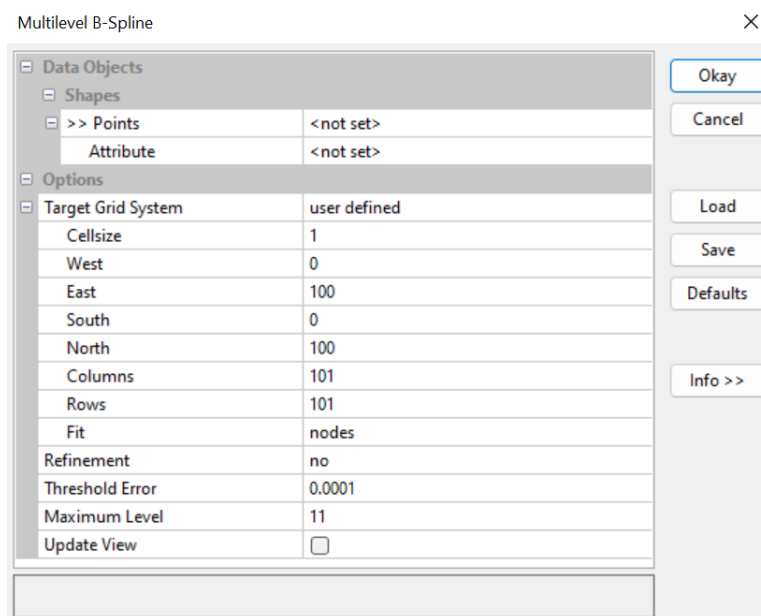 Multilevel B-Spline
Data Objects
Okay
Shapes
>> Points <not set>
Cancel
Attribute <not set>
Options
Target Grid System user defined
Load
Cellsize 1
West 0
Save
East 100
Defaults
South 0
North 100
Columns 101
Info >>
Rows 101
Fit nodes
Refinement no
Threshold Error 0.0001
Maximum Level 11
Update View